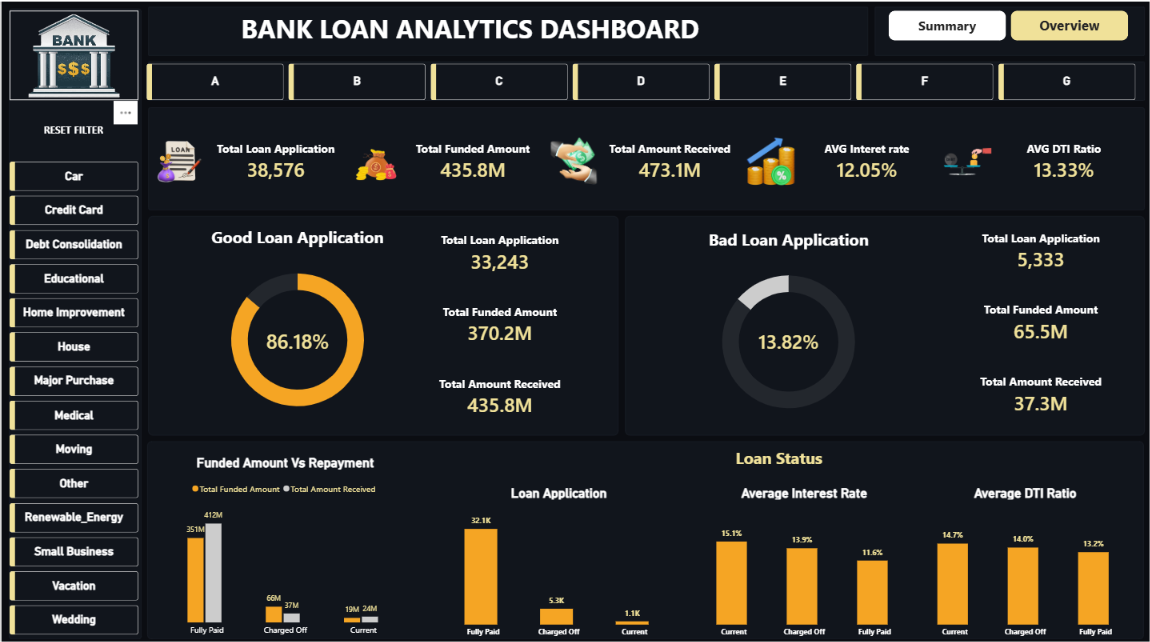 BANK
$$$
BANK LOAN ANALYTICS DASHBOARD
Summary
Overview
A
B
C
D
E
F
G
...
RESET FILTER
Car
Credit Card
Debt Consolidation
Educational
Home Improvement
House
Major Purchase
Medical
Moving
Other
Renewable_Energy
Small Business
Vacation
Wedding
LOAN
Total Loan Application
38,576
Total Funded Amount
435.8M
Total Amount Received
473.1M
%
AVG Interet rate
12.05%
AVG DTI Ratio
13.33%
Good Loan Application
86.18%
Total Loan Application
33,243
Total Funded Amount
370.2M
Total Amount Received
435.8M
Bad Loan Application
13.82%
Total Loan Application
5,333
Total Funded Amount
65.5M
Total Amount Received
37.3M
Funded Amount Vs Repayment
Total Funded Amount Total Amount Received
351M 412M
66M 37M
19M 24M
Fully Paid Charged Off Current
Loan Status
Loan Application
32.1K
5.3K
1.1K
Fully Paid Charged Off Current
Average Interest Rate
15.1%
13.9%
11.6%
Current Charged Off Fully Paid
Average DTI Ratio
14.7%
14.0%
13.2%
Current Charged Off Fully Paid